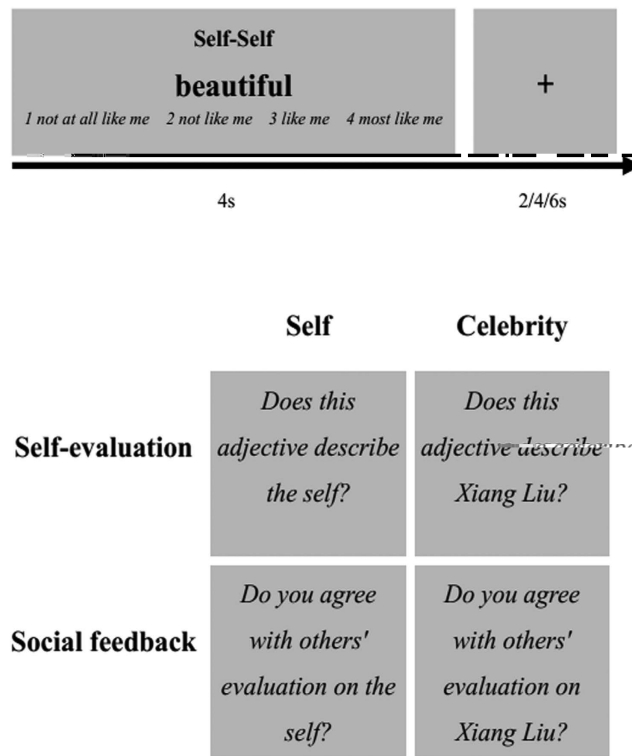 Self-Self
beautiful
1 not at all like me 2 not like me 3 like me 4 most like me
+
4s 2/4/6s
Self Celebrity
Self-evaluation
Does this
adjective describe
the self?
Does this
adjective describe
Xiang Liu?
Social feedback
Do you agree
with others'
evaluation on the
self?
Do you agree
with others'
evaluation on
Xiang Liu?